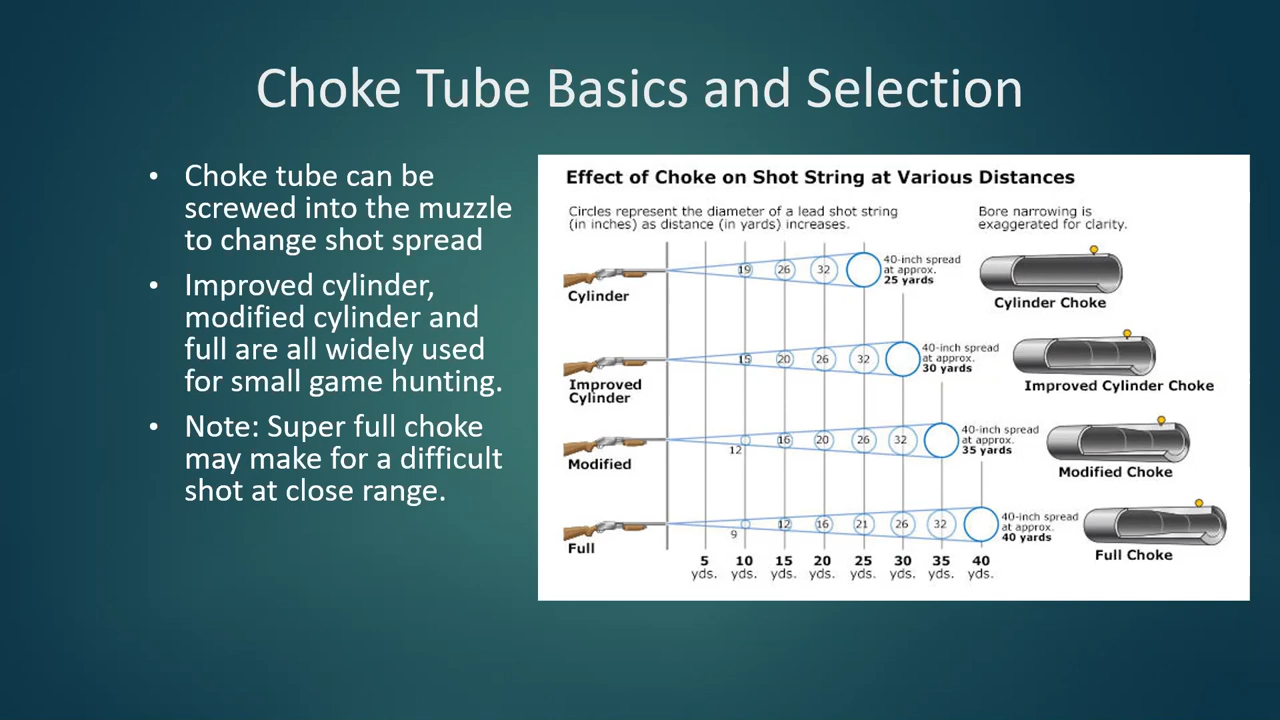 Choke Tube Basics and Selection
• Choke tube can be
screwed into the muzzle
to change shot spread
• Improved cylinder,
modified cylinder and
full are all widely used
for small game hunting.
• Note: Super full choke
may make for a difficult
shot at close range.
Effect of Choke on Shot String at Various Distances
Circles represent the diameter of a lead shot string
(in inches) as distance (in yards) increases.
Bore narrowing is
exaggerated for clarity.
Cylinder
19 26 32
40-inch spread
at approx.
25 yards
Cylinder Choke
Improved
Cylinder
15 20 26 32
40-inch spread
at approx.
30 yards
Improved Cylinder Choke
Modified
12 16 20 26 32
40-inch spread
at approx.
35 yards
Modified Choke
Full
9 12 16 21 26 32
40-inch spread
at approx.
40 yards
Full Choke
5 10 15 20 25 30 35 40
yds. yds. yds. yds. yds. yds. yds. yds.